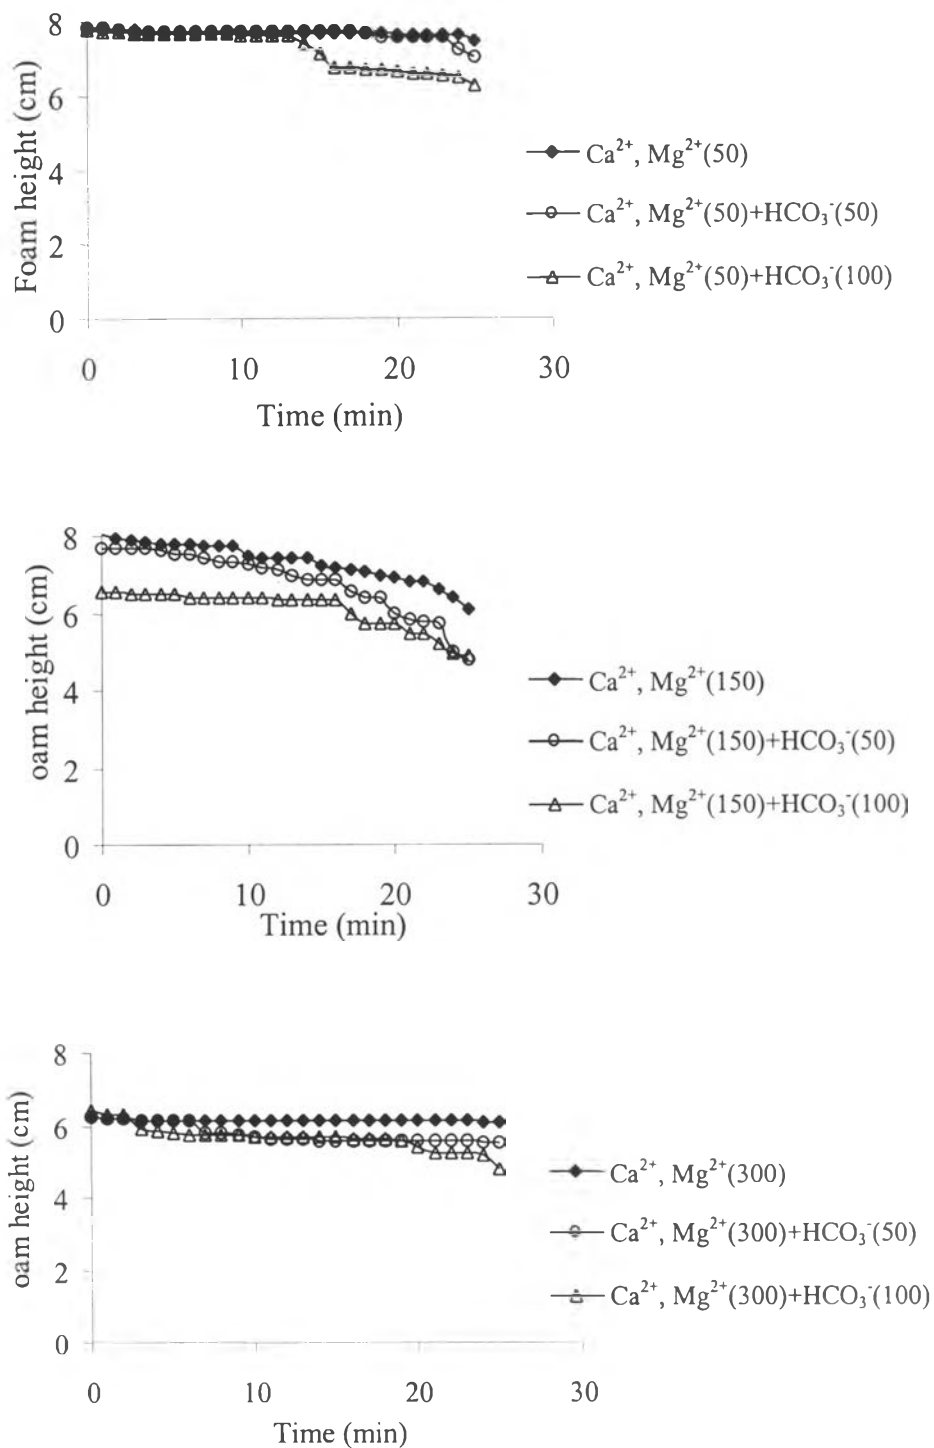 8
6
4
2
0
Foam height (cm)
0 10 20 30
Time (min)
Ca²⁺, Mg²⁺(50)
Ca²⁺, Mg²⁺(50)+HCO₃⁻(50)
Ca²⁺, Mg²⁺(50)+HCO₃⁻(100)
8
6
4
2
0
oam height (cm)
0 10 20 30
Time (min)
Ca²⁺, Mg²⁺(150)
Ca²⁺, Mg²⁺(150)+HCO₃⁻(50)
Ca²⁺, Mg²⁺(150)+HCO₃⁻(100)
8
6
4
2
0
oam height (cm)
0 10 20 30
Time (min)
Ca²⁺, Mg²⁺(300)
Ca²⁺, Mg²⁺(300)+HCO₃⁻(50)
Ca²⁺, Mg²⁺(300)+HCO₃⁻(100)